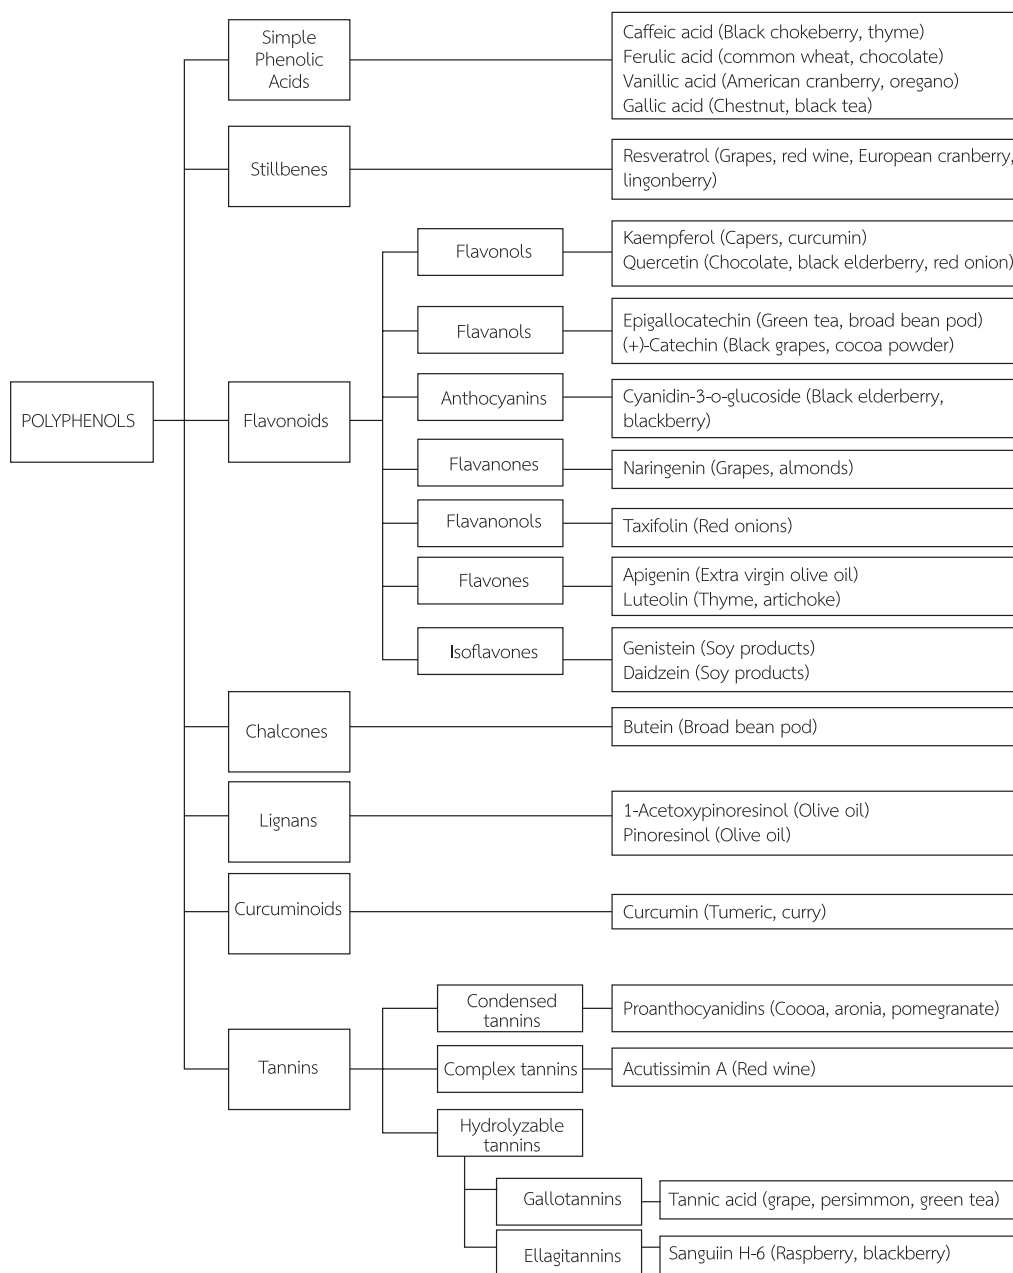 Simple
Phenolic
Acids
Caffeic acid (Black chokeberry, thyme)
Ferulic acid (common wheat, chocolate)
Vanillic acid (American cranberry, oregano)
Gallic acid (Chestnut, black tea)
Stillbenes
Resveratrol (Grapes, red wine, European cranberry,
lingonberry)
Flavonols
Kaempferol (Capers, curcumin)
Quercetin (Chocolate, black elderberry, red onion)
Flavanols
Epigallocatechin (Green tea, broad bean pod)
(+)-Catechin (Black grapes, cocoa powder)
POLYPHENOLS
Flavonoids
Anthocyanins
Cyanidin-3-o-glucoside (Black elderberry,
blackberry)
Flavanones
Naringenin (Grapes, almonds)
Flavanonols
Taxifolin (Red onions)
Flavones
Apigenin (Extra virgin olive oil)
Luteolin (Thyme, artichoke)
Isoflavones
Genistein (Soy products)
Daidzein (Soy products)
Chalcones
Butein (Broad bean pod)
Lignans
1-Acetoxypinoresinol (Olive oil)
Pinoresinol (Olive oil)
Curcuminoids
Curcumin (Tumeric, curry)
Tannins
Condensed
tannins
Proanthocyanidins (Coooa, aronia, pomegranate)
Complex tannins
Acutissimin A (Red wine)
Hydrolyzable
tannins
Gallotannins
Tannic acid (grape, persimmon, green tea)
Ellagitannins
Sanguiin H-6 (Raspberry, blackberry)